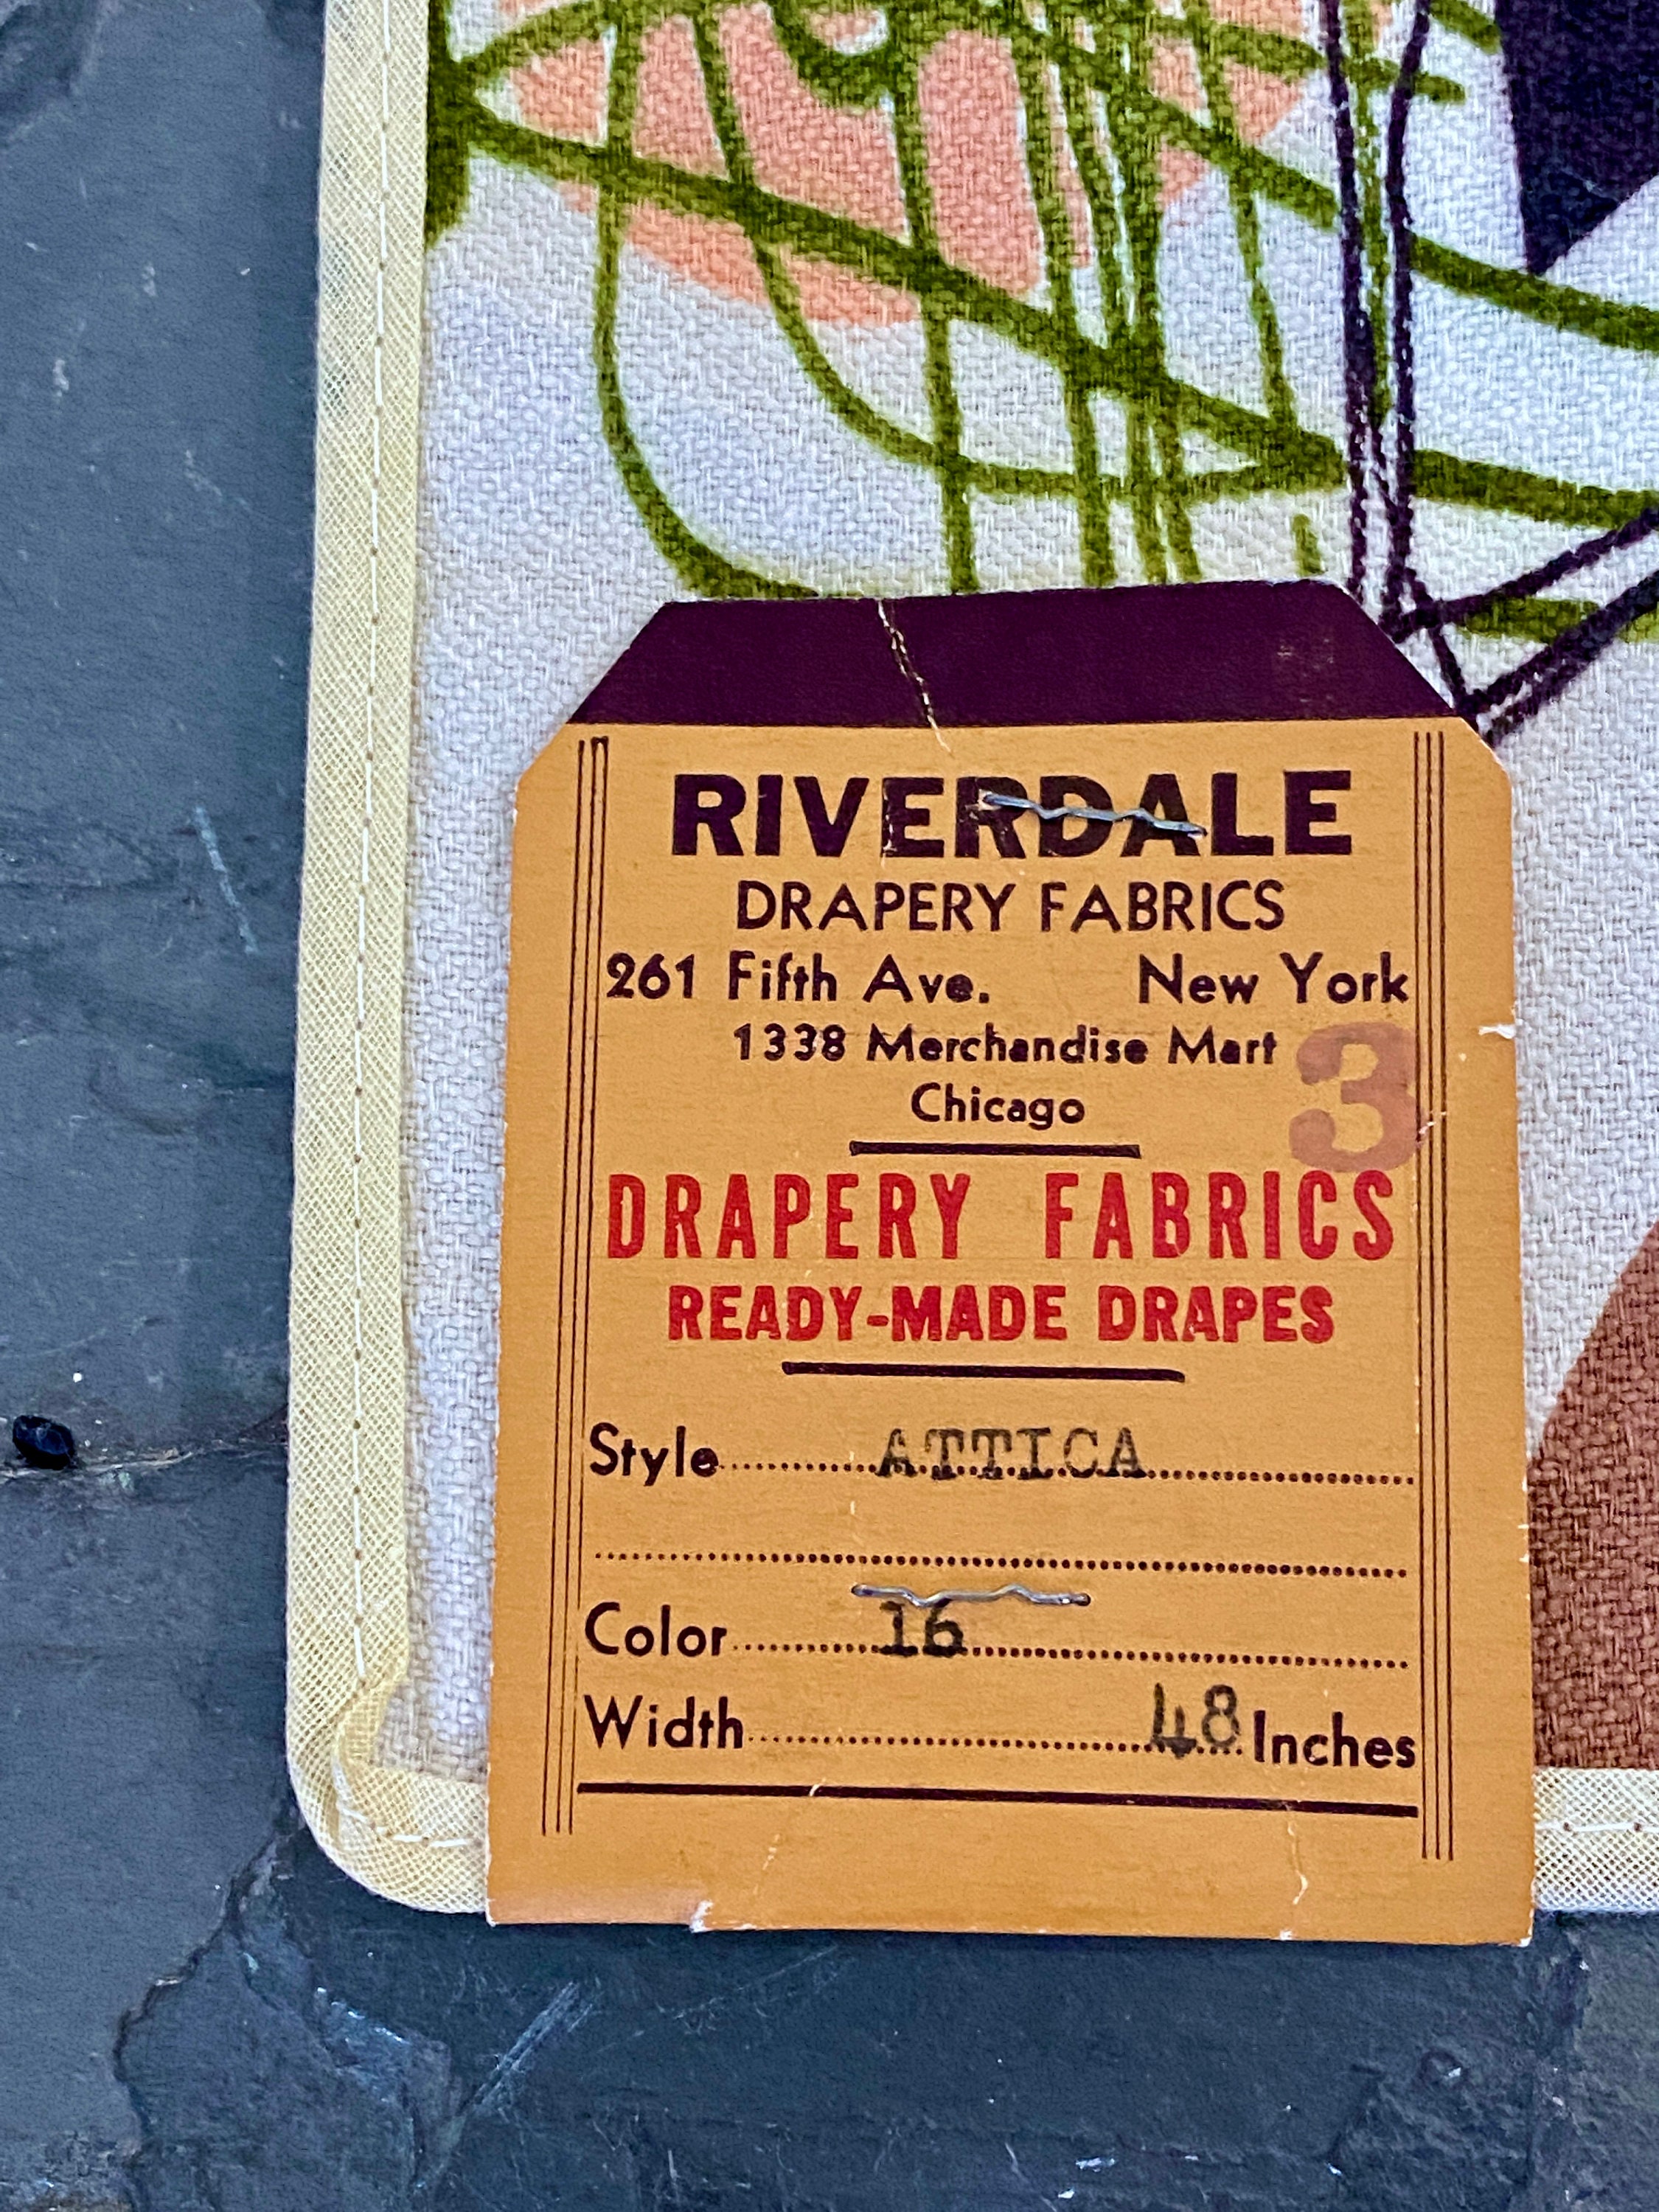 RIVERDALE
DRAPERY FABRICS
261 Fifth Ave. New York
1338 Merchandise Mart
Chicago
3
DRAPERY FABRICS
READY-MADE DRAPES
Style ATTICA
Color 16
Width 48 Inches